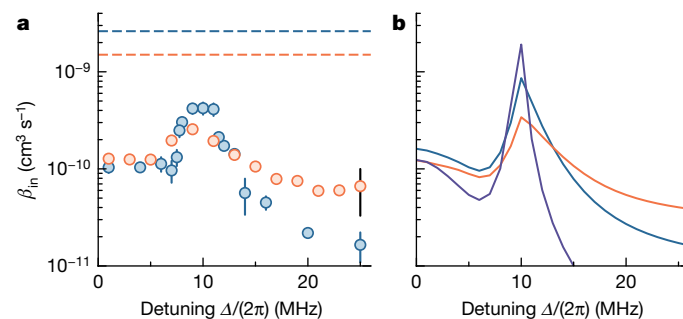 a
b
β_in (cm³ s⁻¹)
10⁻⁹
10⁻¹⁰
10⁻¹¹
0 10 20
0 10 20
Detuning Δ/(2π) (MHz)
Detuning Δ/(2π) (MHz)